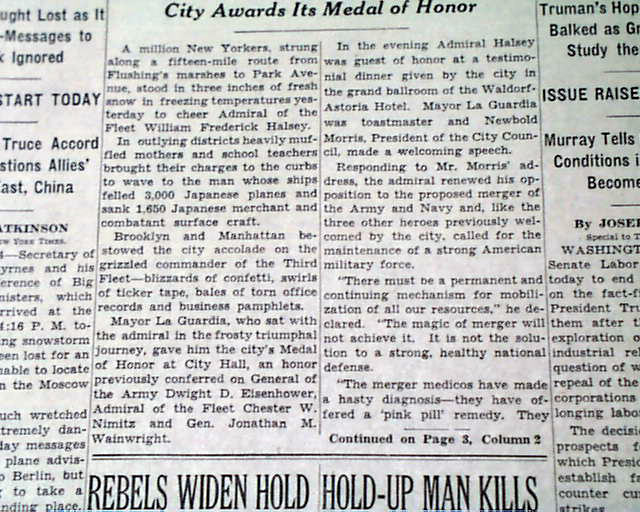 ught Lost as It
-Messages to
k Ignored
START TODAY
Truce Accord
stions Allies'
East, China
ATKINSON
EW YORK TIMES.
4—Secretary of
yrnes and his
erence of Big
nisters, which
rrived at the
4:16 P. M. to-
ng snowstorm
een lost for an
nable to locate
n the Moscow
uch wretched
tremely dan-
day messages
plane advis-
o Berlin, but
g to take a
nding place.
City Awards Its Medal of Honor
A million New Yorkers, strung
along a fifteen-mile route from
Flushing's marshes to Park Ave-
nue, stood in three inches of fresh
snow in freezing temperatures yes-
terday to cheer Admiral of the
Fleet William Frederick Halsey.
In outlying districts heavily muf-
fled mothers and school teachers
brought their charges to the curbs
to wave to the man whose ships
felled 3,000 Japanese planes and
sank 1,650 Japanese merchant and
combatant surface craft.
Brooklyn and Manhattan be-
stowed the city accolade on the
grizzled commander of the Third
Fleet—blizzards of confetti, swirls
of ticker tape, bales of torn office
records and business pamphlets.
Mayor La Guardia, who sat with
the admiral in the frosty triumphal
journey, gave him the city's Medal
of Honor at City Hall, an honor
previously conferred on General of
the Army Dwight D. Eisenhower,
Admiral of the Fleet Chester W.
Nimitz and Gen. Jonathan M.
Wainwright.
In the evening Admiral Halsey
was guest of honor at a testimo-
nial dinner given by the city in
the grand ballroom of the Waldorf-
Astoria Hotel. Mayor La Guardia
was toastmaster and Newbold
Morris, President of the City Coun-
cil, made a welcoming speech.
Responding to Mr. Morris' ad-
dress, the admiral renewed his op-
position to the proposed merger of
the Army and Navy and, like the
three other heroes previously wel-
comed by the city, called for the
maintenance of a strong American
military force.
"There must be a permanent and
continuing mechanism for mobili-
zation of all our resources," he de-
clared. "The magic of merger will
not achieve it. It is not the solu-
tion to a strong, healthy national
defense.
"The merger medicos have made
a hasty diagnosis—they have of-
fered a 'pink pill' remedy. They
Continued on Page 3, Column 2
REBELS WIDEN HOLD
HOLD-UP MAN KILLS
Truman's Hop
Balked as Gr
Study the
ISSUE RAISE
Murray Tells
Conditions i
Become
By JOSEP
Special to T
WASHINGT
Senate Labor
today to end
on the fact-f
President Tru
them after t
exploration o
industrial rel
question of w
repeal of the
corporations
longing labo
The decisi
prospects f
which Presi
establish fa
counter cu
strikes